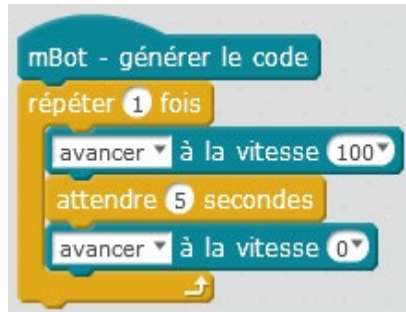 mBot - générer le code
répéter 1 fois
avancer à la vitesse 100
attendre 5 secondes
avancer à la vitesse 0